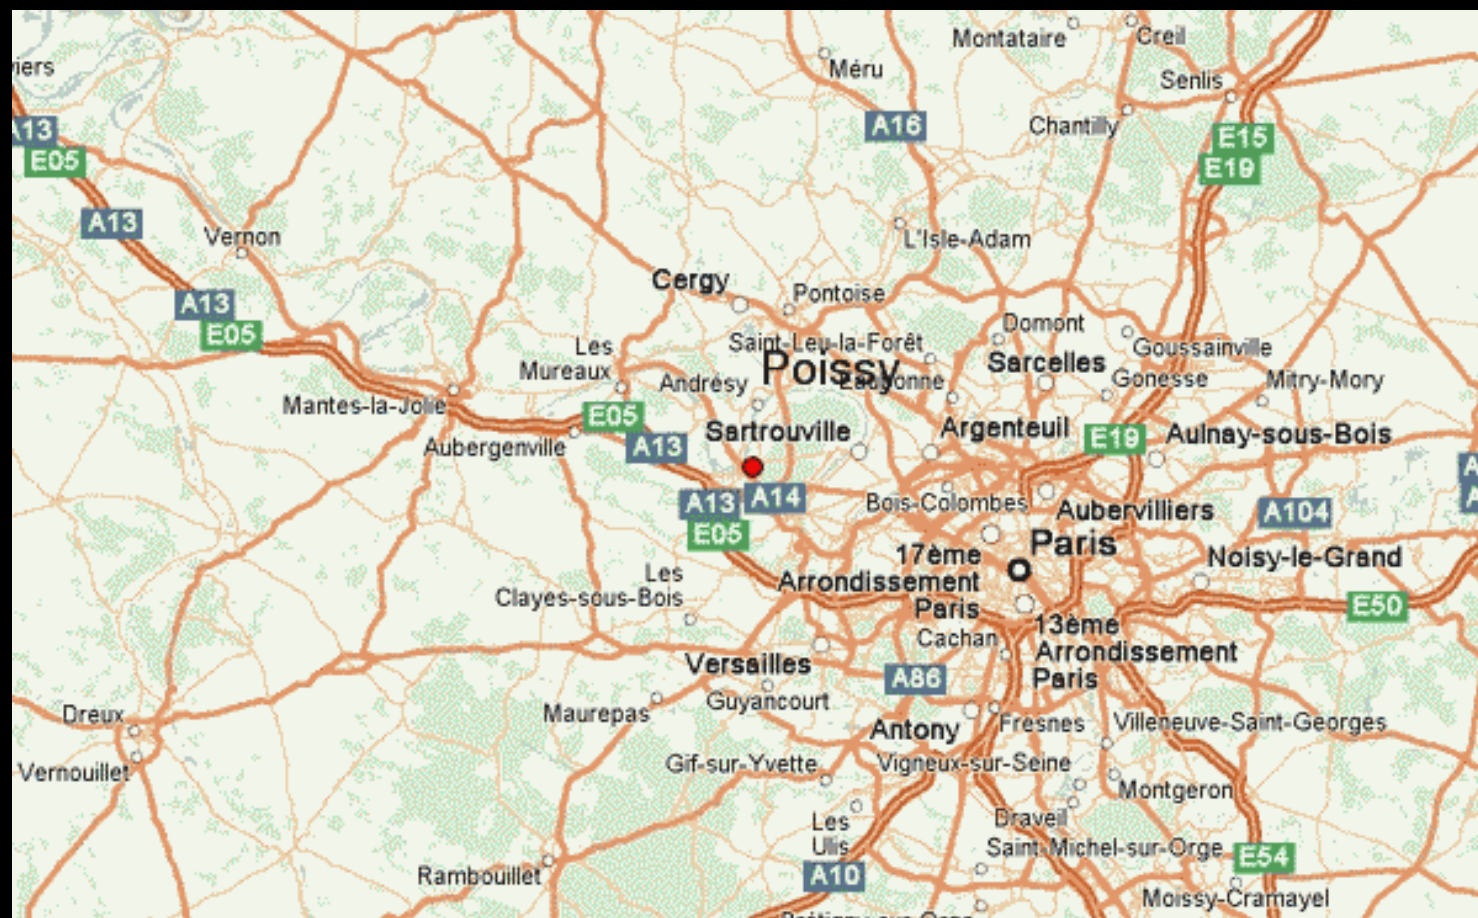 Montataire
Creil
iers
Méru
Senlis
A13
A16
Chantilly
E15
E05
E19
A13
Vernon
L'Isle-Adam
Cergy
Pontoise
A13
E05
Domont
Les
Mureaux
Saint-Leu-la-Forêt
Goussainville
Poissy
Sarcelles
Andrésy
Gonesse
Mitry-Mory
Mantes-la-Jolie
E05
Sartrouville
Argenteuil
E19
Aulnay-sous-Bois
Aubergenville
A13
A13
A14
Bois-Colombes
Aubervilliers
A104
E05
Paris
17ème
Arrondissement
Paris
Noisy-le-Grand
Les
Clayes-sous-Bois
E50
13ème
Arrondissement
Paris
Cachan
Versailles
A86
Guyancourt
Maurepas
Dreux
Antony
Fresnes
Villeneuve-Saint-Georges
Vernouillet
Gif-sur-Yvette
Vigneux-sur-Seine
Montgeron
Les
Ulis
Draveil
Saint-Michel-sur-Orge
E54
Rambouillet
A10
Moissy-Cramayel